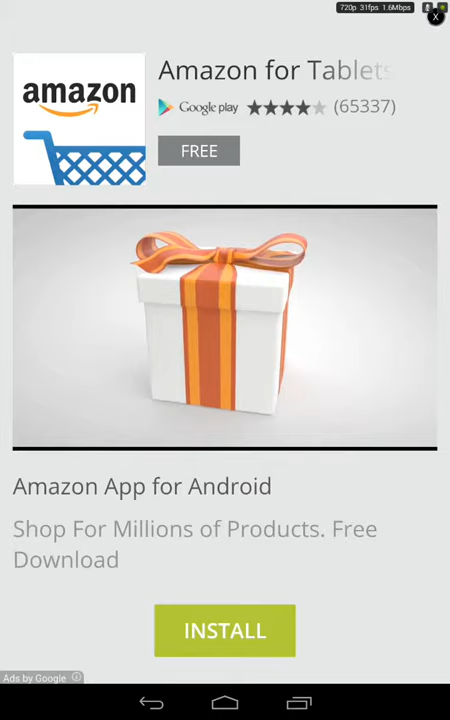 720p 31fps 1.6Mbps
X
amazon
Amazon for Tablets
Google play (65337)
FREE
Amazon App for Android
Shop For Millions of Products. Free
Download
INSTALL
Ads by Google